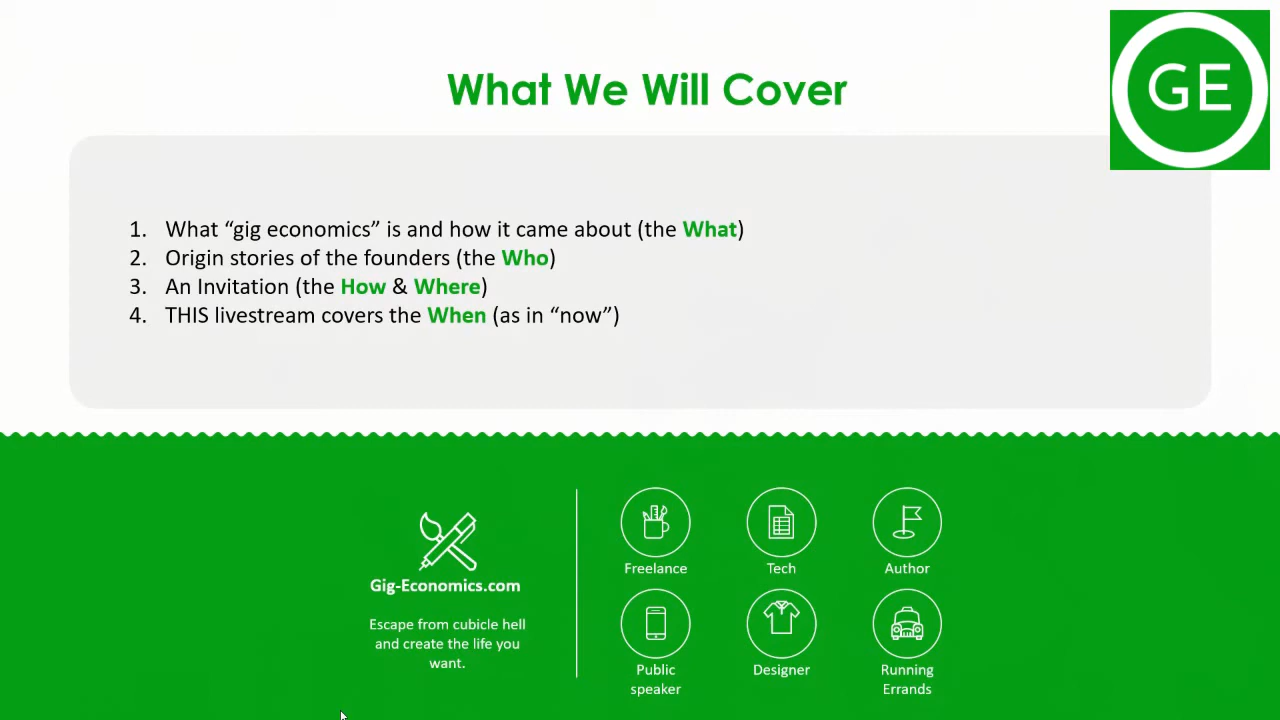 What We Will Cover
GE
1. What “gig economics” is and how it came about (the What)
2. Origin stories of the founders (the Who)
3. An Invitation (the How & Where)
4. THIS livestream covers the When (as in “now”)
Gig-Economics.com
Escape from cubicle hell
and create the life you
want.
Freelance
Tech
Author
Public
speaker
Designer
Running
Errands